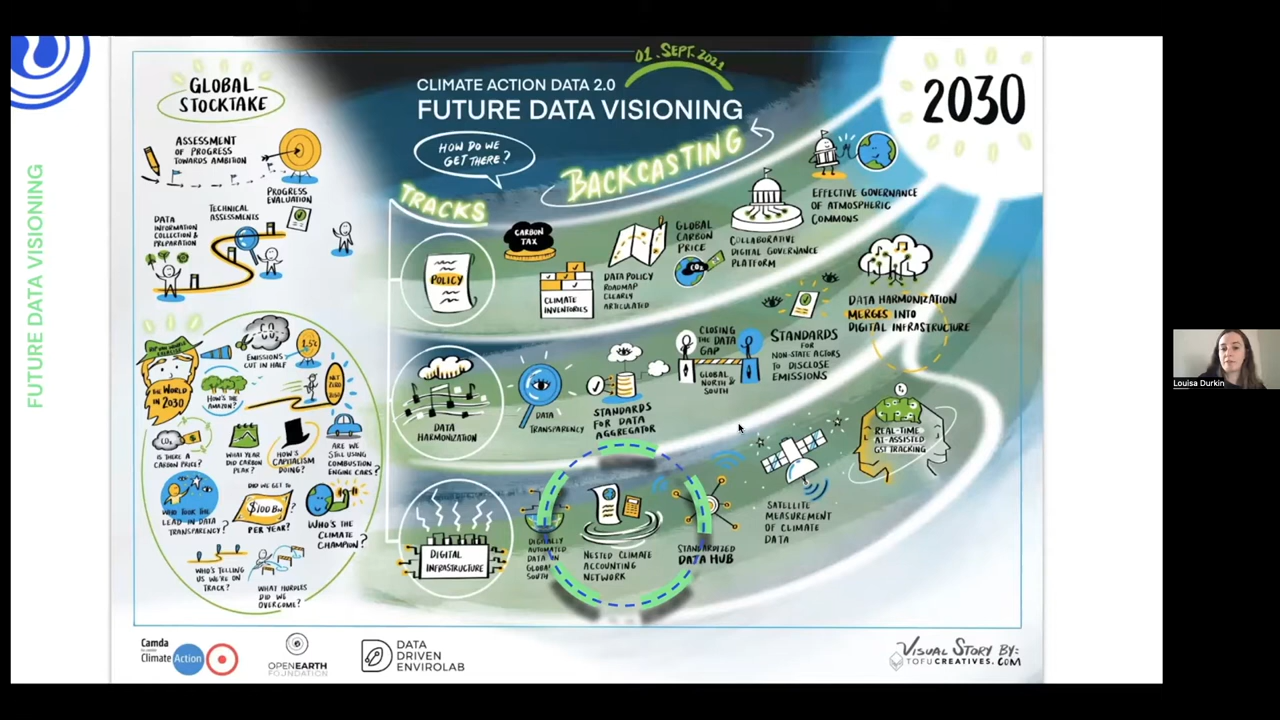 FUTURE DATA VISIONING
GLOBAL
STOCKTAKE
ASSESSMENT
OF PROGRESS
TOWARDS AMBITION
PROGRESS
EVALUATION
TECHNICAL
ASSESSMENTS
DATA
INFORMATION
COLLECTION &
PREPARATION
THE WORLD
IN 2030
CO2
EMISSIONS
CUT IN HALF
1.5°C
HOW'S THE
AMAZON?
NET
ZERO
CO2
IS THERE A
CARBON PRICE?
WHAT YEAR
DID CARBON
PEAK?
HOW'S
CAPITALISM
DOING?
ARE WE
STILL USING
COMBUSTION
ENGINE CARS?
WHO TOOK THE
LEAD IN DATA
TRANSPARENCY?
DID WE GET TO
$100 BN
PER YEAR?
WHO'S THE
CLIMATE
CHAMPION?
WHO'S TELLING
US WE'RE ON
TRACK?
WHAT HURDLES
DID WE
OVERCOME?
01. SEPT. 2021
CLIMATE ACTION DATA 2.0
FUTURE DATA VISIONING
HOW DO WE
GET THERE?
BACKCASTING
2030
TRACKS
POLICY
CARBON
TAX
CLIMATE
INVENTORIES
DATA POLICY
ROADMAP
CLEARLY
ARTICULATED
GLOBAL
CARBON
PRICE
COLLABORATIVE
DIGITAL GOVERNANCE
PLATFORM
EFFECTIVE GOVERNANCE
OF ATMOSPHERIC
COMMONS
DATA
HARMONIZATION
DATA
TRANSPARENCY
STANDARDS
FOR DATA
AGGREGATOR
CLOSING
THE DATA
GAP
GLOBAL
NORTH &
SOUTH
STANDARDS
FOR
NON-STATE ACTORS
TO DISCLOSE
EMISSIONS
DATA HARMONIZATION
MERGES INTO
DIGITAL INFRASTRUCTURE
DIGITAL
INFRASTRUCTURE
DIGITALLY
AUTOMATED
DATA IN
GLOBAL
SOUTH
NESTED CLIMATE
ACCOUNTING
NETWORK
STANDARDIZED
DATA HUB
SATELLITE
MEASUREMENT
OF CLIMATE
DATA
REAL-TIME
AI-ASSISTED
GST TRACKING
Camda
Climate Action
OPENEARTH
FOUNDATION
DATA
DRIVEN
ENVIROLAB
VISUAL STORY BY:
TOFUCREATIVES.COM
Louisa Durkin